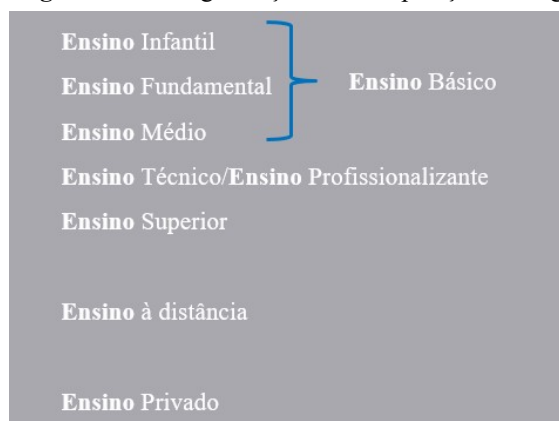 Ensino Infantil
Ensino Fundamental
Ensino Básico
Ensino Médio
Ensino Técnico/Ensino Profissionalizante
Ensino Superior
Ensino à distância
Ensino Privado